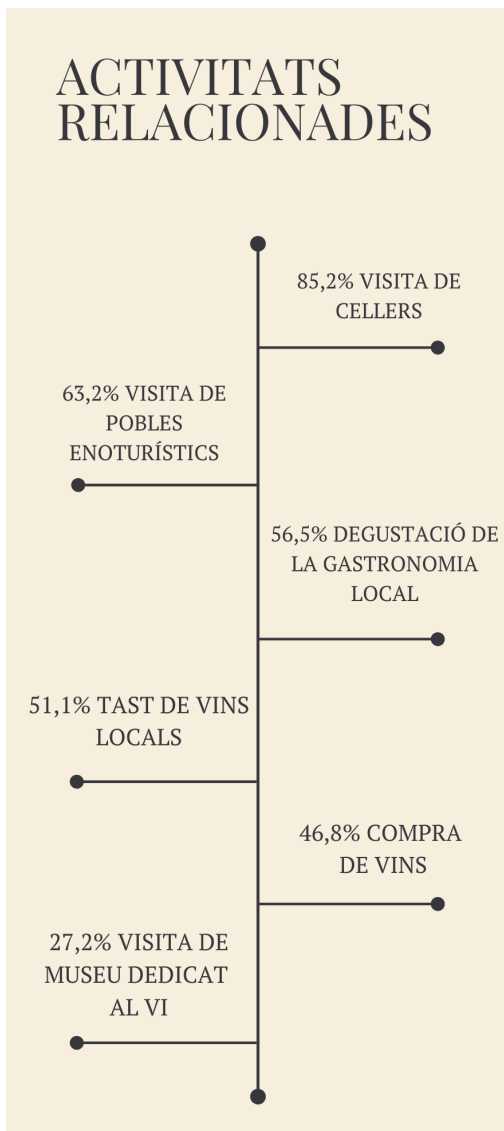 ACTIVITATS
RELACIONADES
85,2% VISITA DE
CELLERS
63,2% VISITA DE
POBLES
ENOTURÍSTICS
56,5% DEGUSTACIÓ DE
LA GASTRONOMIA
LOCAL
51,1% TAST DE VINS
LOCALS
46,8% COMPRA
DE VINS
27,2% VISITA DE
MUSEU DEDICAT
AL VI